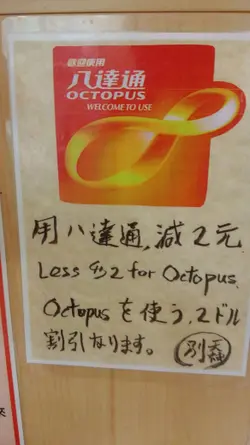 歡迎使用
八達通
OCTOPUS
WELCOME TO USE
用八達通,減2元
Less $2 for Octopus.
Octopus を使う、2ドル
割引なります。